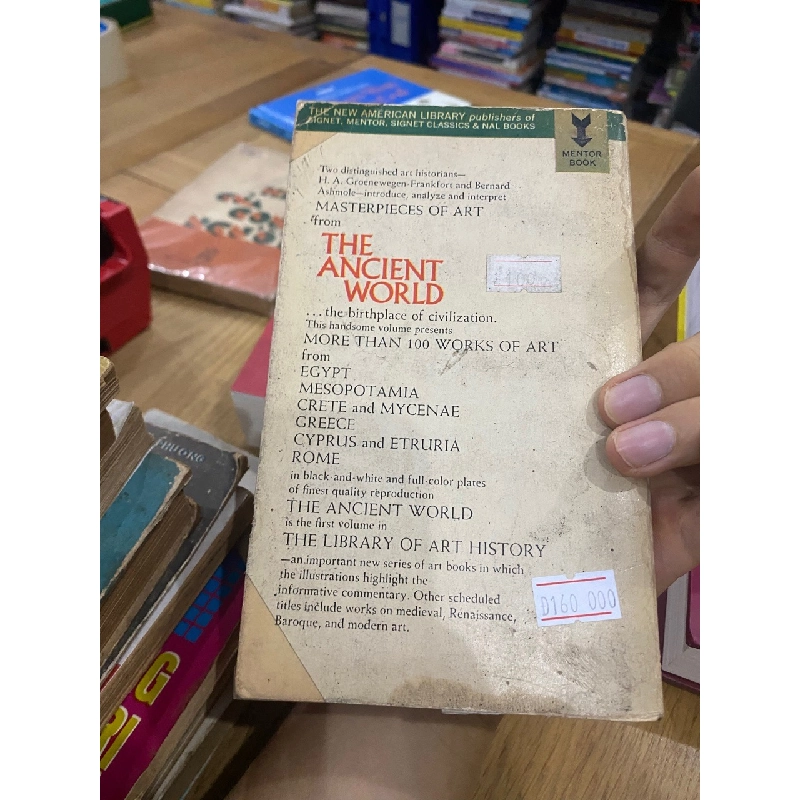 THE NEW AMERICAN LIBRARY publishers of
SIGNET, MENTOR, SIGNET CLASSICS & NAL BOOKS
MENTOR
BOOK
Two distinguished art historians—
H. A. Groenewegen-Frankfort and Bernard
Ashmole—introduce, analyze and interpret
MASTERPIECES OF ART
from
THE
ANCIENT
WORLD
. . . the birthplace of civilization.
This handsome volume presents
MORE THAN 100 WORKS OF ART
from
EGYPT
MESOPOTAMIA
CRETE and MYCENAE
GREECE
CYPRUS and ETRURIA
ROME
in black-and-white and full-color plates
of finest quality reproduction
THE ANCIENT WORLD
is the first volume in
THE LIBRARY OF ART HISTORY
—an important new series of art books in which
the illustrations highlight the
informative commentary. Other scheduled
titles include works on medieval, Renaissance,
Baroque, and modern art.
D160 000